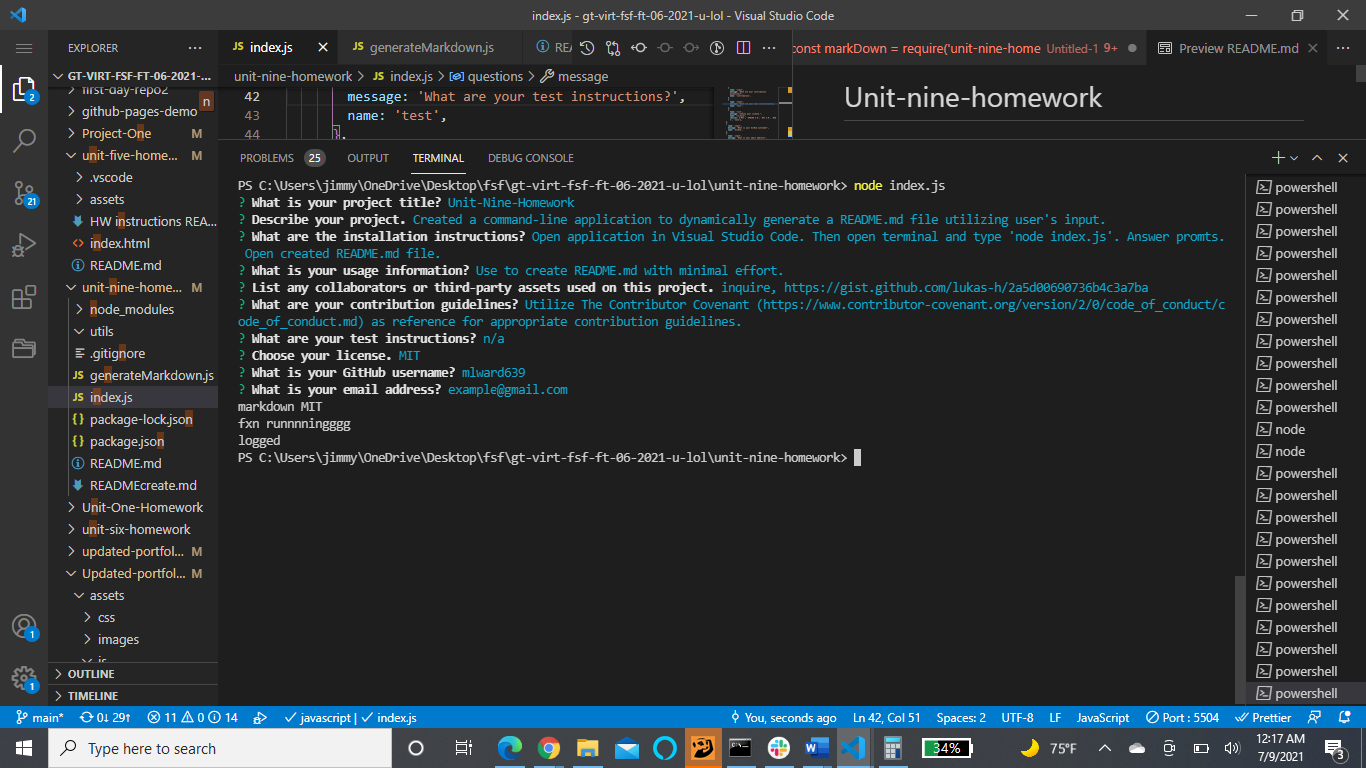 index.js - gt-virt-fsf-ft-06-2021-u-lol - Visual Studio Code
EXPLORER
GT-VIRT-FSF-FT-06-2021-...
first-day-repo2
n
github-pages-demo
Project-One M
unit-five-home... M
.vscode
assets
HW instructions REA...
index.html
README.md
unit-nine-home... M
node_modules
utils
.gitignore
JS generateMarkdown.js
JS index.js
{} package-lock.json
{} package.json
README.md
READMEcreate.md
Unit-One-Homework
unit-six-homework
updated-portfol... M
Updated-portfol... M
assets
css
images
js
OUTLINE
TIMELINE
2
21
1
1
JS index.js
JS generateMarkdown.js
REA
const markDown = require('unit-nine-home Untitled-1 9+
Preview README.md
unit-nine-homework > JS index.js > questions > message
42 message: 'What are your test instructions?',
43 name: 'test',
44 },
Unit-nine-homework
PROBLEMS 25 OUTPUT TERMINAL DEBUG CONSOLE
PS C:\Users\jimmy\OneDrive\Desktop\fsf\gt-virt-fsf-ft-06-2021-u-lol\unit-nine-homework> node index.js
? What is your project title? Unit-Nine-Homework
? Describe your project. Created a command-line application to dynamically generate a README.md file utilizing user's input.
? What are the installation instructions? Open application in Visual Studio Code. Then open terminal and type 'node index.js'. Answer promts.
Open created README.md file.
? What is your usage information? Use to create README.md with minimal effort.
? List any collaborators or third-party assets used on this project. inquire, https://gist.github.com/lukas-h/2a5d00690736b4c3a7ba
? What are your contribution guidelines? Utilize The Contributor Covenant (https://www.contributor-covenant.org/version/2/0/code_of_conduct/c
ode_of_conduct.md) as reference for appropriate contribution guidelines.
? What are your test instructions? n/a
? Choose your license. MIT
? What is your GitHub username? mlward639
? What is your email address? example@gmail.com
markdown MIT
fxn runnnningggg
logged
PS C:\Users\jimmy\OneDrive\Desktop\fsf\gt-virt-fsf-ft-06-2021-u-lol\unit-nine-homework>
powershell
powershell
powershell
powershell
powershell
powershell
powershell
powershell
powershell
powershell
powershell
node
node
powershell
powershell
powershell
powershell
powershell
powershell
powershell
powershell
powershell
powershell
powershell
main* 0↓ 29↑ 11 0 14 javascript | index.js You, seconds ago Ln 42, Col 51 Spaces: 2 UTF-8 LF JavaScript Port : 5504 Prettier
Type here to search
34%
75°F
12:17 AM
7/9/2021
3